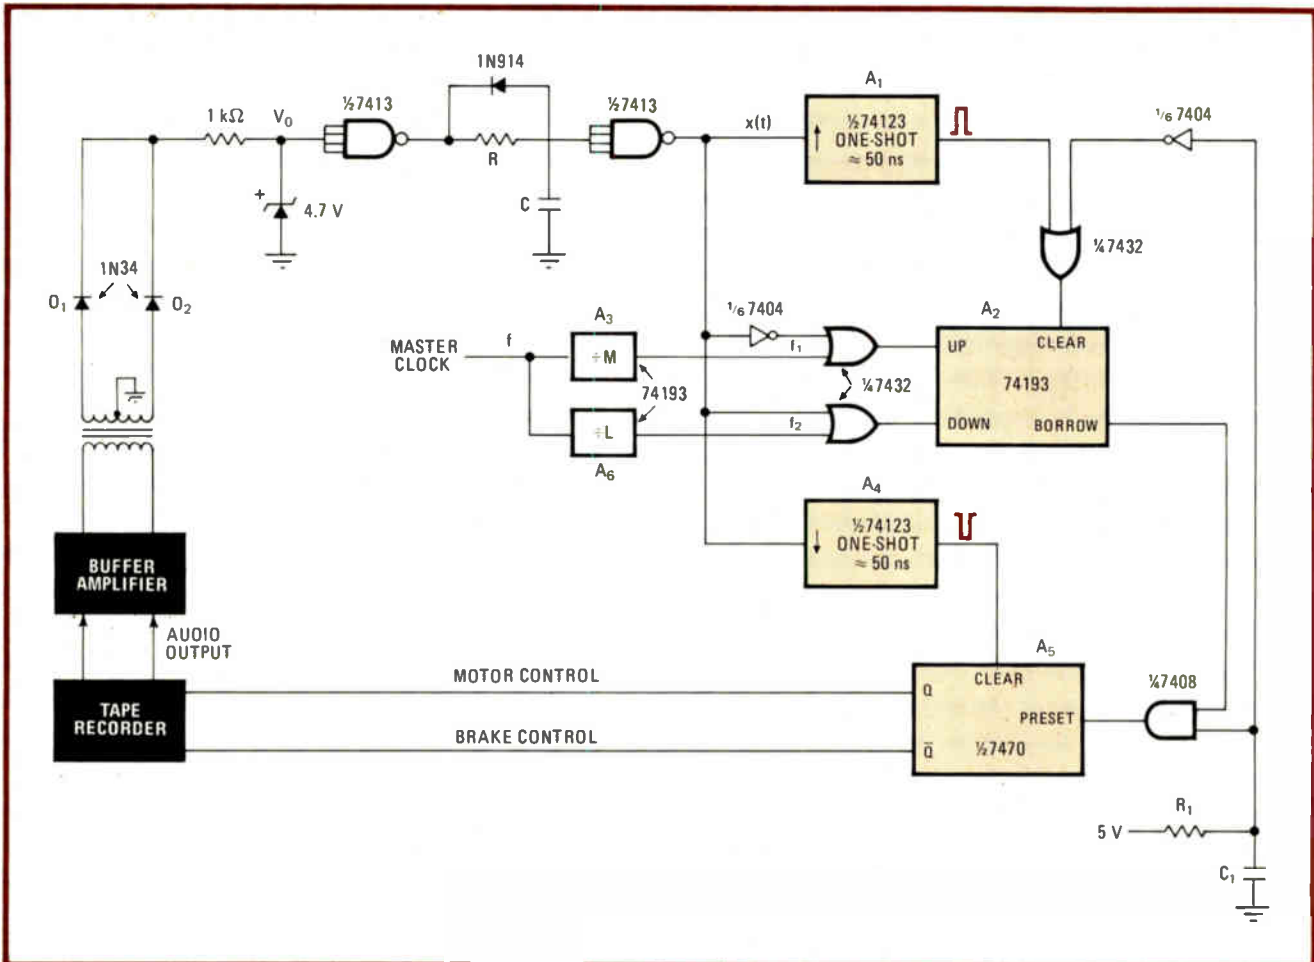 1N914
A₁
1 kΩ
V₀
½7413
½7413
x(t)
½74123
ONE-SHOT
≈ 50 ns
1/6 7404
R
+
4.7 V
C
¼7432
1N34
O₁
O₂
1/6 7404
A₃
A₂
MASTER
CLOCK
f
÷M
f₁
UP
CLEAR
74193
¼7432
74193
÷L
f₂
DOWN
BORROW
A₆
A₄
½74123
ONE-SHOT
≈ 50 ns
BUFFER
AMPLIFIER
AUDIO
OUTPUT
A₅
MOTOR CONTROL
Q
CLEAR
¼7408
TAPE
RECORDER
PRESET
BRAKE CONTROL
Q̅
½7470
R₁
5 V
C₁